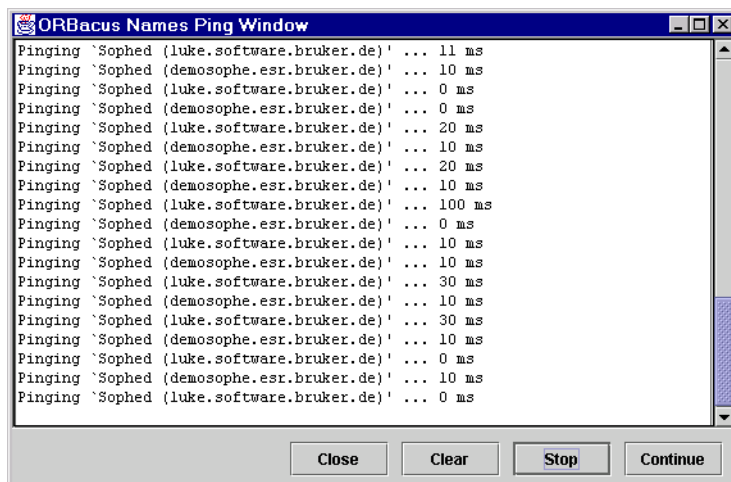 ORBacus Names Ping Window
Pinging `Sophed (luke.software.bruker.de)' ... 11 ms
Pinging `Sophed (demosophe.esr.bruker.de)' ... 10 ms
Pinging `Sophed (luke.software.bruker.de)' ... 0 ms
Pinging `Sophed (demosophe.esr.bruker.de)' ... 0 ms
Pinging `Sophed (luke.software.bruker.de)' ... 20 ms
Pinging `Sophed (demosophe.esr.bruker.de)' ... 10 ms
Pinging `Sophed (luke.software.bruker.de)' ... 20 ms
Pinging `Sophed (demosophe.esr.bruker.de)' ... 10 ms
Pinging `Sophed (luke.software.bruker.de)' ... 100 ms
Pinging `Sophed (demosophe.esr.bruker.de)' ... 0 ms
Pinging `Sophed (luke.software.bruker.de)' ... 10 ms
Pinging `Sophed (demosophe.esr.bruker.de)' ... 10 ms
Pinging `Sophed (luke.software.bruker.de)' ... 30 ms
Pinging `Sophed (demosophe.esr.bruker.de)' ... 10 ms
Pinging `Sophed (luke.software.bruker.de)' ... 30 ms
Pinging `Sophed (demosophe.esr.bruker.de)' ... 10 ms
Pinging `Sophed (luke.software.bruker.de)' ... 0 ms
Pinging `Sophed (demosophe.esr.bruker.de)' ... 10 ms
Pinging `Sophed (luke.software.bruker.de)' ... 0 ms
Close Clear Stop Continue